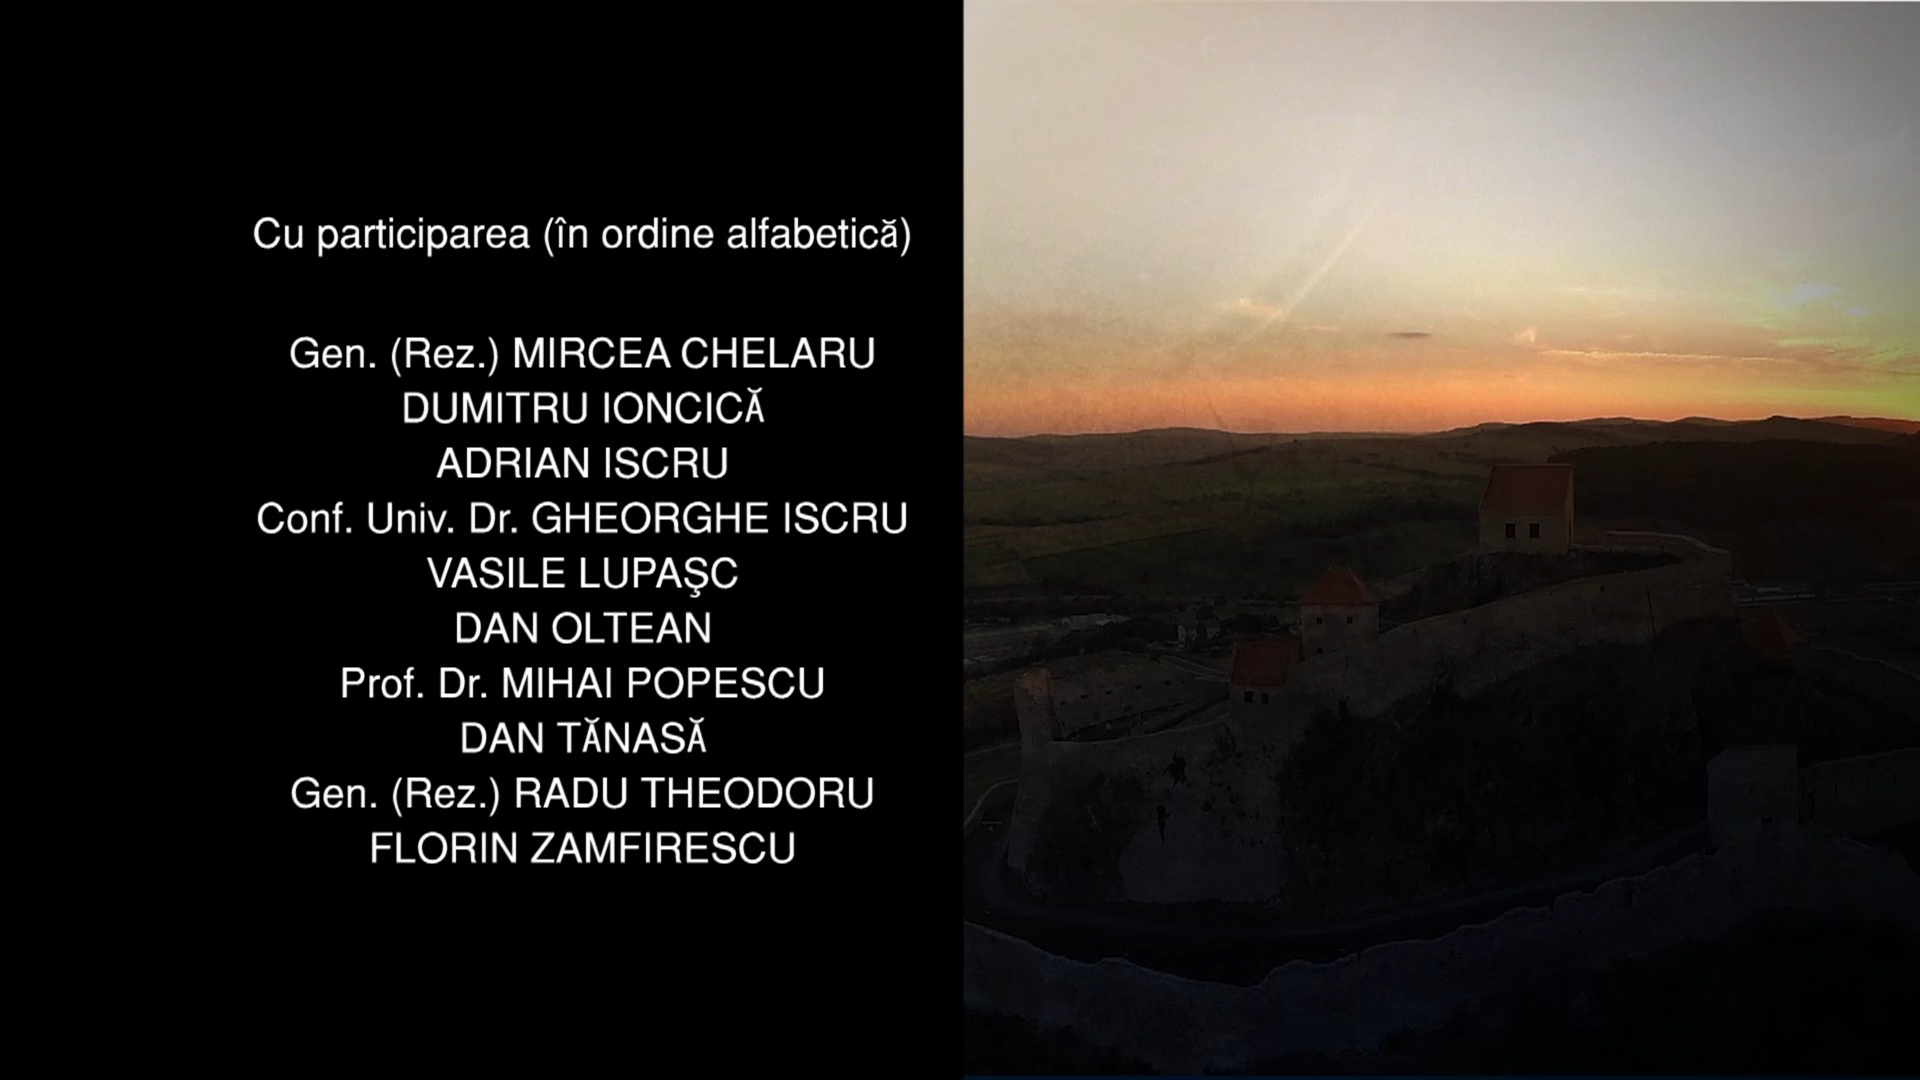 Cu participarea (în ordine alfabetică)
Gen. (Rez.) MIRCEA CHELARU
DUMITRU IONCICĂ
ADRIAN ISCRU
Conf. Univ. Dr. GHEORGHE ISCRU
VASILE LUPAŞC
DAN OLTEAN
Prof. Dr. MIHAI POPESCU
DAN TĂNASĂ
Gen. (Rez.) RADU THEODORU
FLORIN ZAMFIRESCU